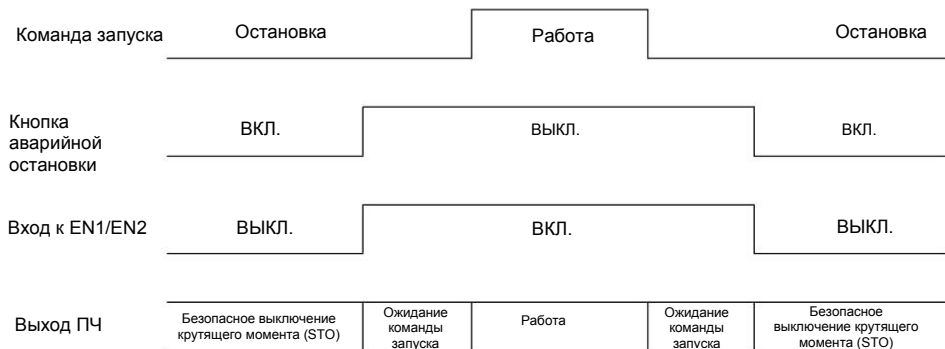 Команда запуска
Остановка
Работа
Остановка
Кнопка
аварийной
остановки
ВКЛ.
ВЫКЛ.
ВКЛ.
Вход к EN1/EN2
ВЫКЛ.
ВКЛ.
ВЫКЛ.
Выход ПЧ
Безопасное выключение
крутящего момента (STO)
Ожидание
команды
запуска
Работа
Ожидание
команды
запуска
Безопасное
выключение крутящего
момента (STO)